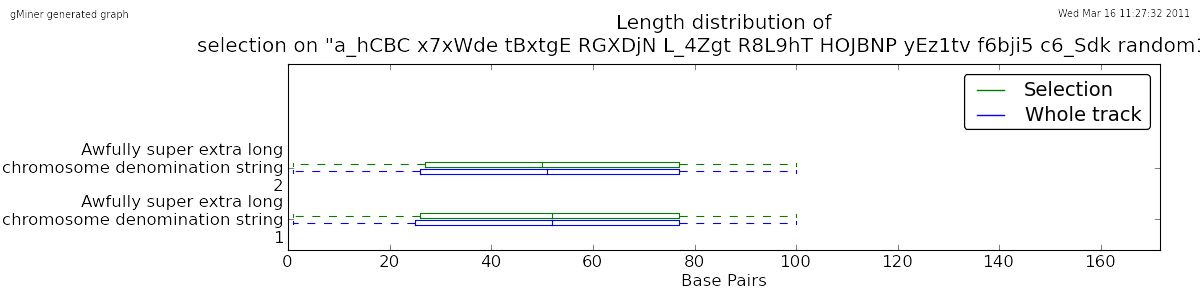 gMiner generated graph
Wed Mar 16 11:27:32 2011
Length distribution of
selection on "a_hCBC x7xWde tBxtgE RGXDjN L_4Zgt R8L9hT HOJBNP yEz1tv f6bji5 c6_Sdk random1
Selection
Whole track
Awfully super extra long
chromosome denomination string
2
Awfully super extra long
chromosome denomination string
1
0 20 40 60 80 100 120 140 160
Base Pairs